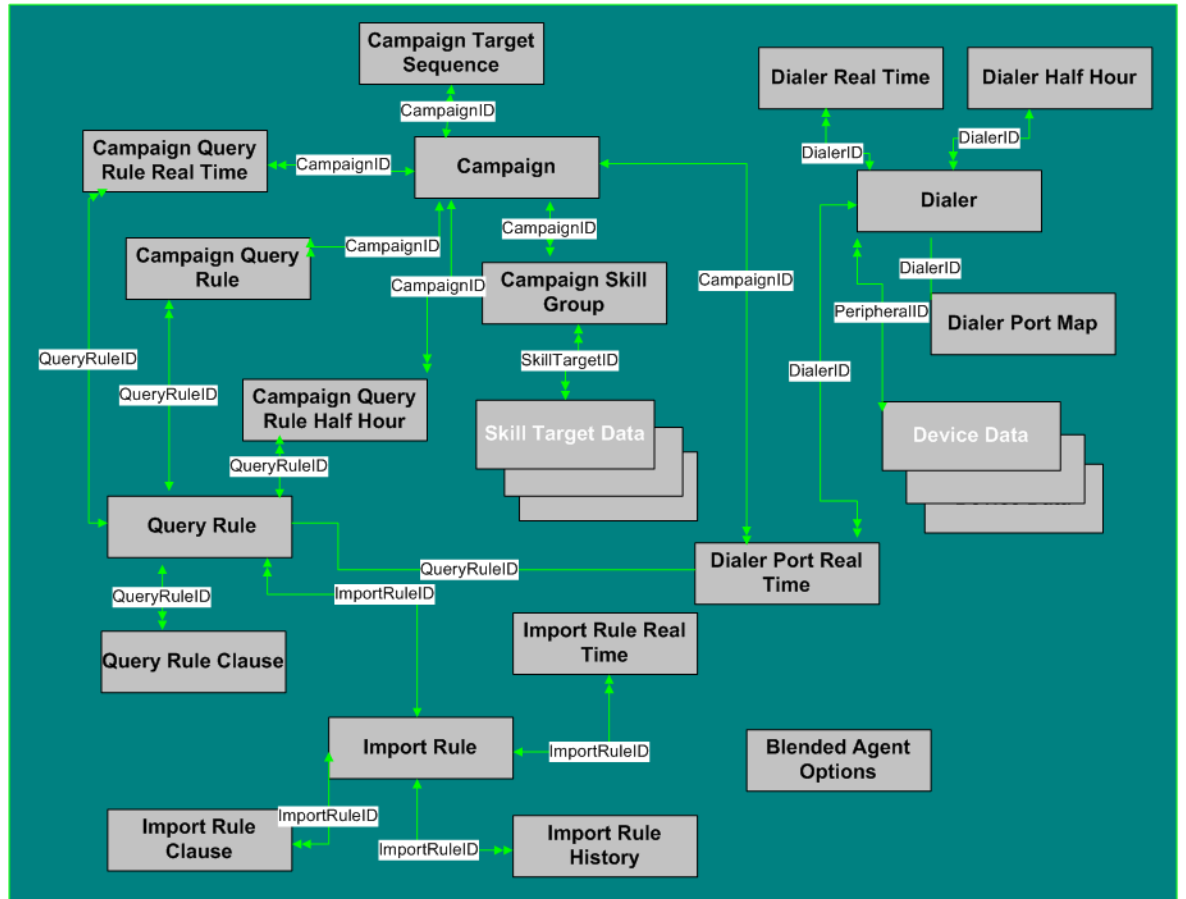 Campaign Target
Sequence
Dialer Real Time
Dialer Half Hour
CampaignID
DialerID
DialerID
Campaign Query
Rule Real Time
CampaignID
Campaign
Dialer
CampaignID
CampaignID
Campaign Query
Rule
CampaignID
Campaign Skill
Group
CampaignID
DialerID
PeripheralID
Dialer Port Map
QueryRuleID
QueryRuleID
SkillTargetID
DialerID
Campaign Query
Rule Half Hour
Skill Target Data
Device Data
QueryRuleID
Query Rule
QueryRuleID
Dialer Port Real
Time
QueryRuleID
ImportRuleID
Query Rule Clause
Import Rule Real
Time
Import Rule
ImportRuleID
Blended Agent
Options
ImportRuleID
Import Rule
Clause
ImportRuleID
Import Rule
History